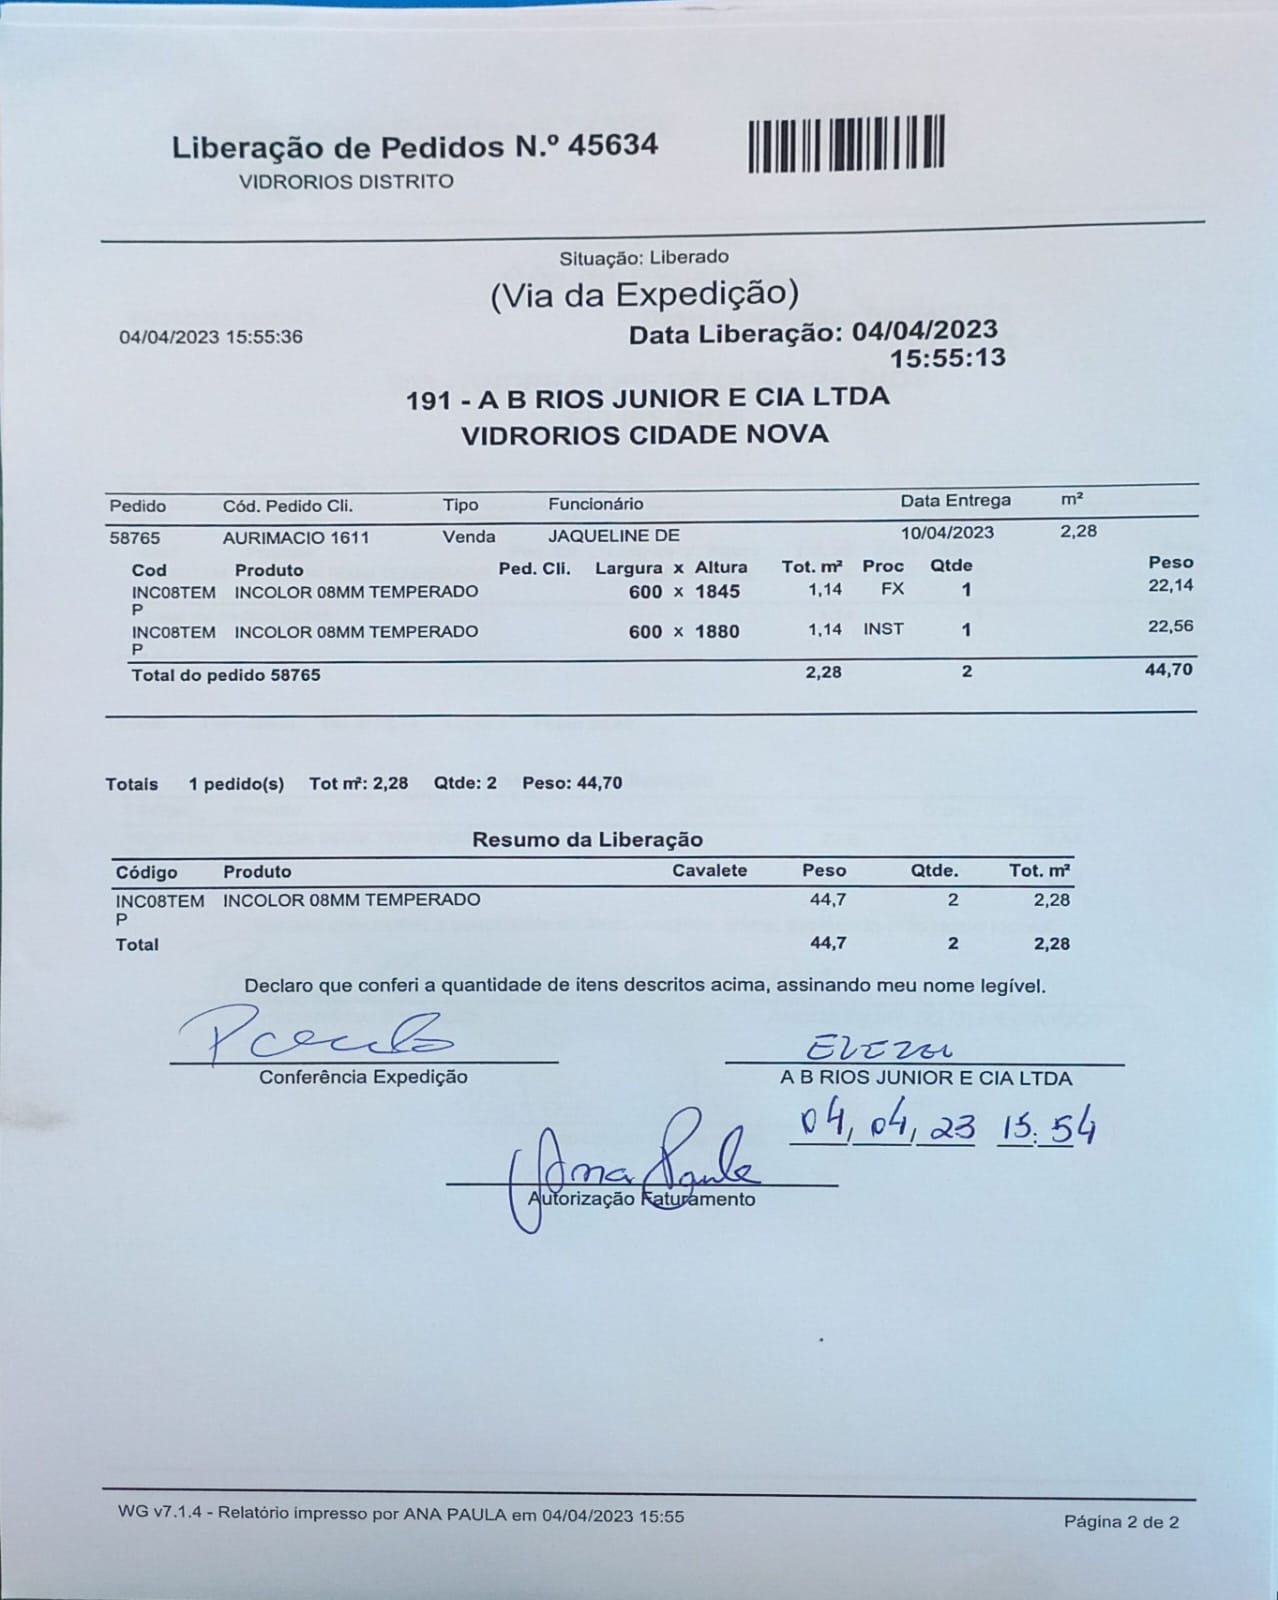 Liberação de Pedidos N.º 45634
VIDRORIOS DISTRITO
Situação: Liberado
(Via da Expedição)
04/04/2023 15:55:36 Data Liberação: 04/04/2023
15:55:13
191 - A B RIOS JUNIOR E CIA LTDA
VIDRORIOS CIDADE NOVA
Pedido Cód. Pedido Cli. Tipo Funcionário Data Entrega m²
58765 AURIMACIO 1611 Venda JAQUELINE DE 10/04/2023 2,28
Cod Produto Ped. Cli. Largura x Altura Tot. m² Proc Qtde Peso
INC08TEM INCOLOR 08MM TEMPERADO 600 x 1845 1,14 FX 1 22,14
P
INC08TEM INCOLOR 08MM TEMPERADO 600 x 1880 1,14 INST 1 22,56
P
Total do pedido 58765 2,28 2 44,70
Totais 1 pedido(s) Tot m²: 2,28 Qtde: 2 Peso: 44,70
Resumo da Liberação
Código Produto Cavalete Peso Qtde. Tot. m²
INC08TEM INCOLOR 08MM TEMPERADO 44,7 2 2,28
P
Total 44,7 2 2,28
Declaro que conferi a quantidade de itens descritos acima, assinando meu nome legível.
Conferência Expedição A B RIOS JUNIOR E CIA LTDA
04, 04, 23 15:54
Ana Paula
Autorização Faturamento
WG v7.1.4 - Relatório impresso por ANA PAULA em 04/04/2023 15:55
Página 2 de 2